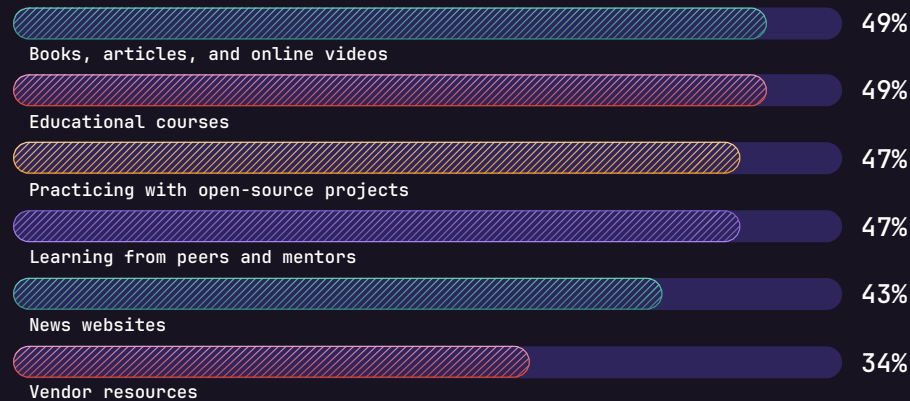 49%
Books, articles, and online videos
49%
Educational courses
47%
Practicing with open-source projects
47%
Learning from peers and mentors
43%
News websites
34%
Vendor resources